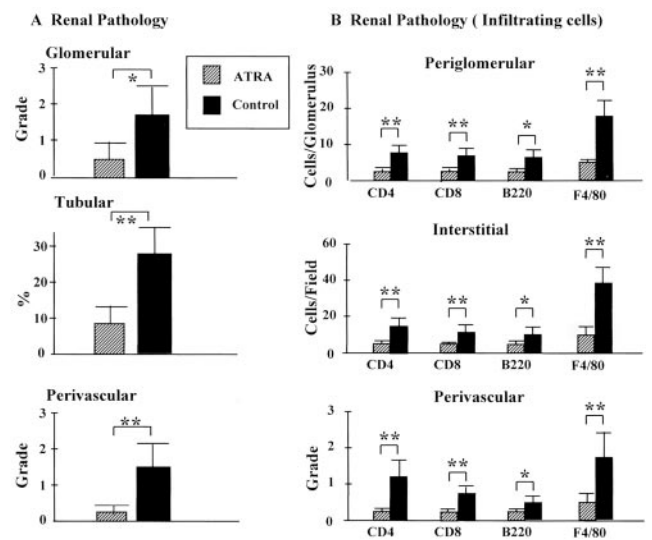 A Renal Pathology
Glomerular
3
2
1
0
Grade
*
ATRA
Control
Tubular
30
20
10
0
%
**
Perivascular
3
2
1
0
Grade
**
B Renal Pathology ( Infiltrating cells)
Periglomerular
30
20
10
0
Cells/Glomerulus
** ** * **
CD4 CD8 B220 F4/80
Interstitial
60
40
20
0
Cells/Field
** ** * **
CD4 CD8 B220 F4/80
Perivascular
3
2
1
0
Grade
** ** * **
CD4 CD8 B220 F4/80